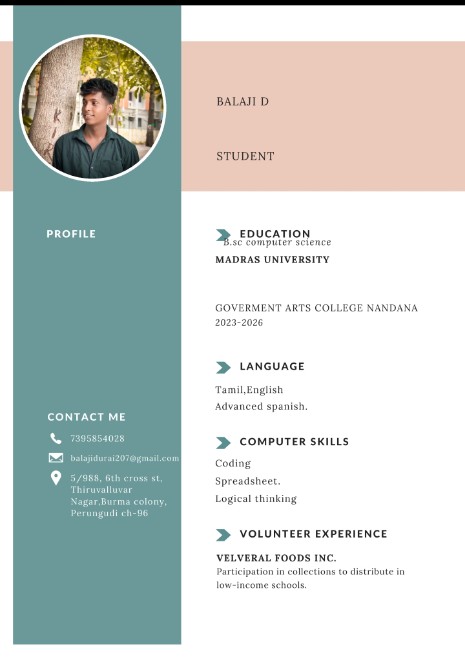 BALAJI D
STUDENT
PROFILE
CONTACT ME
7395854028
balajidurai207@gmail.com
5/988, 6th cross st,
Thiruvalluvar
Nagar,Burma colony,
Perungudi ch-96
EDUCATION
B.sc computer science
MADRAS UNIVERSITY
GOVERMENT ARTS COLLEGE NANDANA
2023-2026
LANGUAGE
Tamil,English
Advanced spanish.
COMPUTER SKILLS
Coding
Spreadsheet.
Logical thinking
VOLUNTEER EXPERIENCE
VELVERAL FOODS INC.
Participation in collections to distribute in
low-income schools.